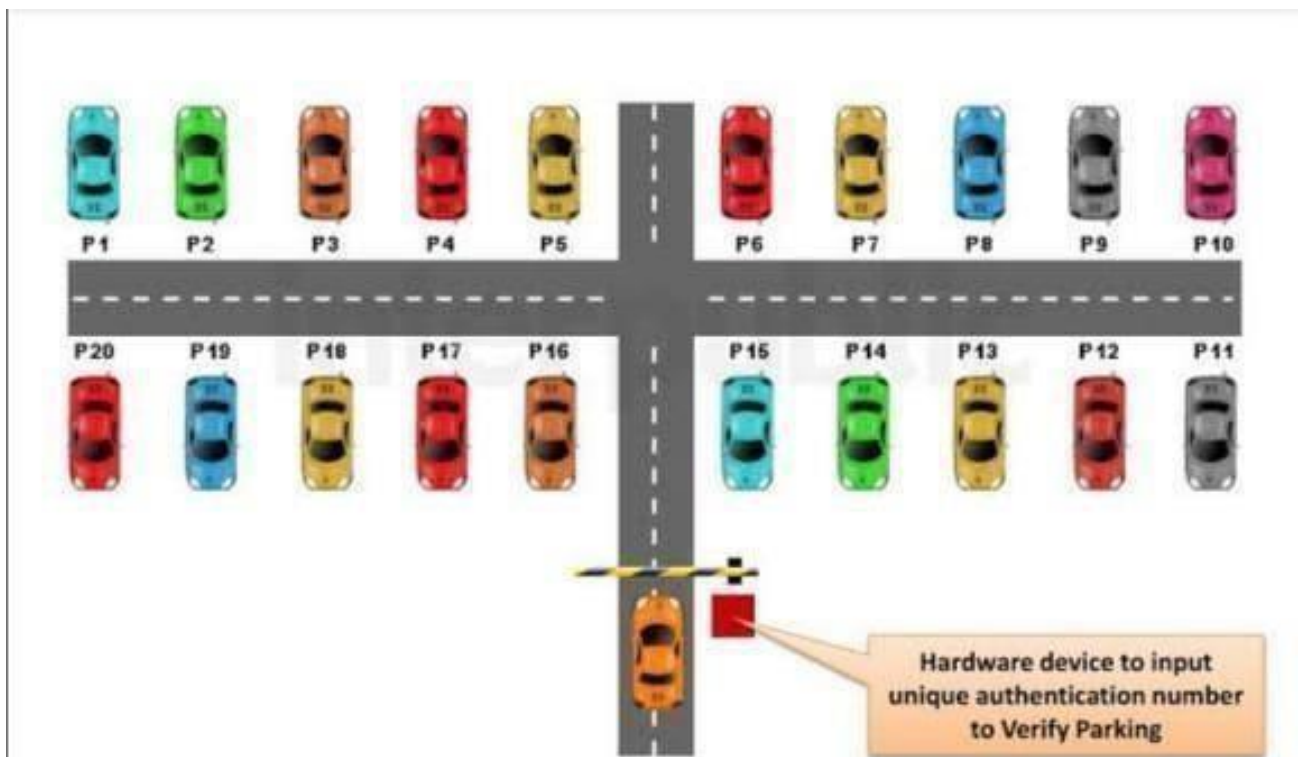 P1 P2 P3 P4 P5 P6 P7 P8 P9 P10
P20 P19 P18 P17 P16 P15 P14 P13 P12 P11
Hardware device to input
unique authentication number
to Verify Parking